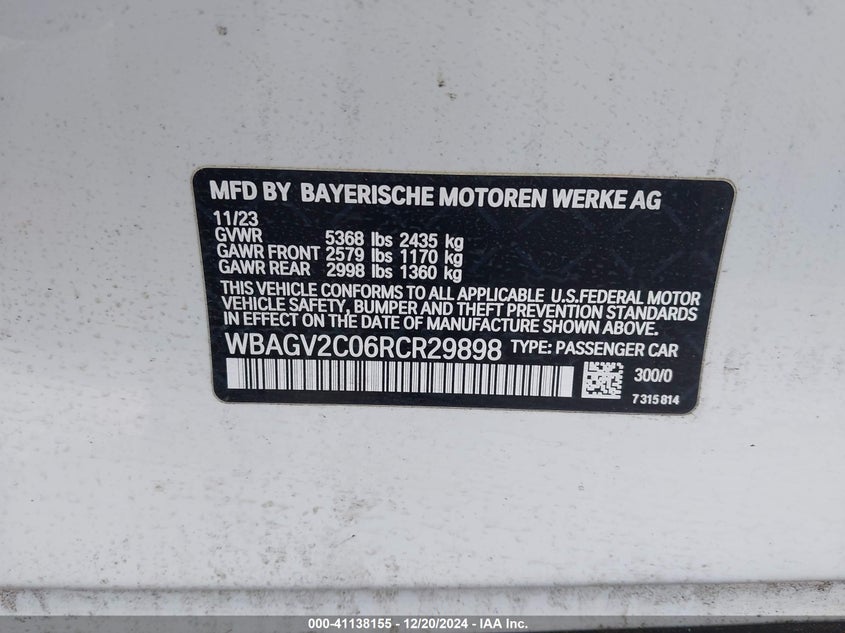 MFD BY BAYERISCHE MOTOREN WERKE AG
11/23
GVWR 5368 lbs 2435 kg
GAWR FRONT 2579 lbs 1170 kg
GAWR REAR 2998 lbs 1360 kg
THIS VEHICLE CONFORMS TO ALL APPLICABLE U.S.FEDERAL MOTOR
VEHICLE SAFETY, BUMPER AND THEFT PREVENTION STANDARDS
IN EFFECT ON THE DATE OF MANUFACTURE SHOWN ABOVE.
WBAGV2C06RCR29898 TYPE: PASSENGER CAR
300/0
7 315 814
000-41138155 - 12/20/2024 - IAA Inc.